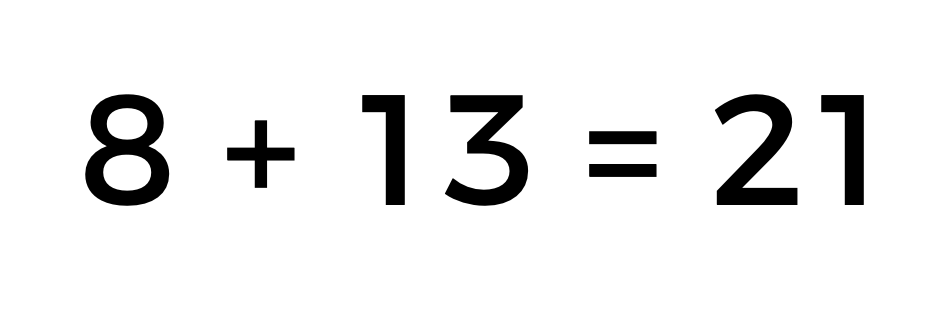 8 + 13 = 21